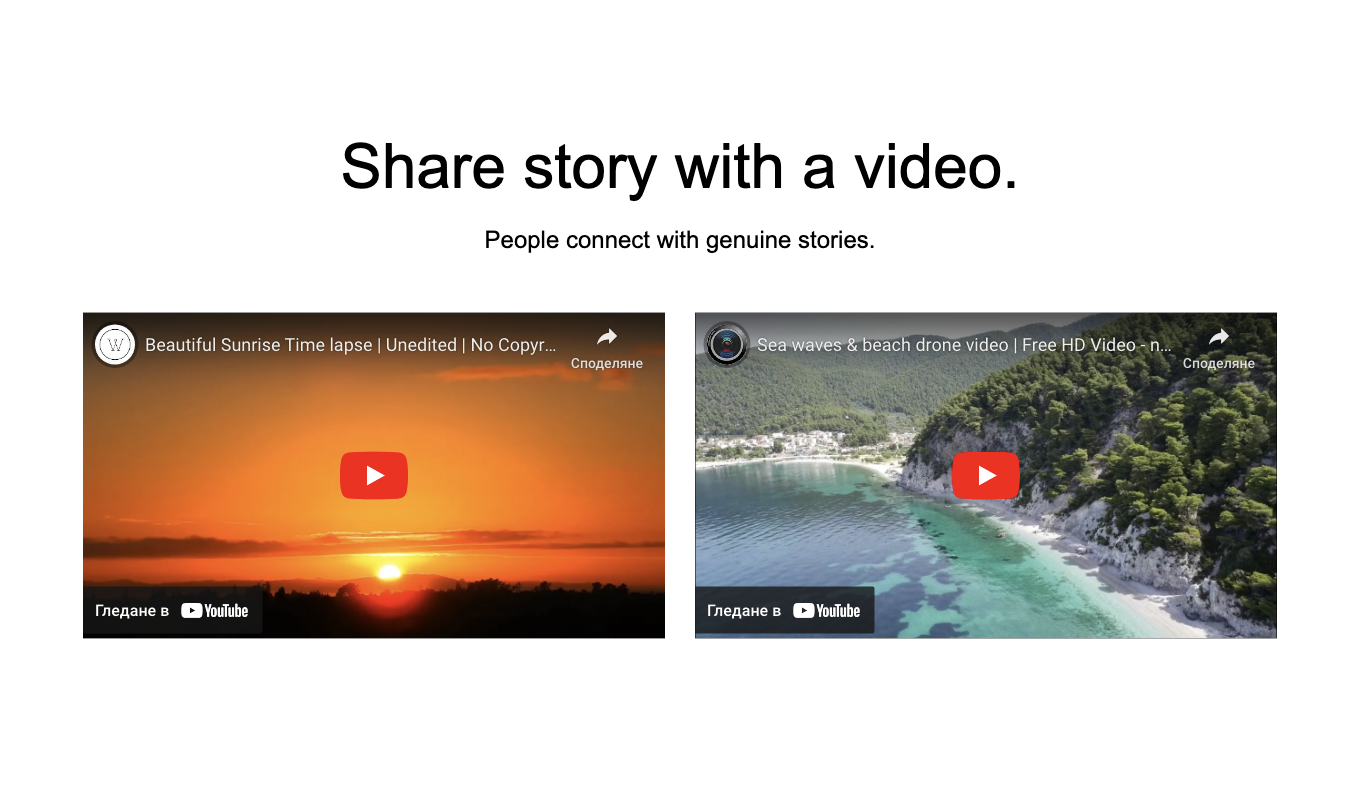 Share story with a video.
People connect with genuine stories.
W
Beautiful Sunrise Time lapse | Unedited | No Copyr…
Споделяне
Sea waves & beach drone video | Free HD Video - n…
Споделяне
Гледане в YouTube
Гледане в YouTube